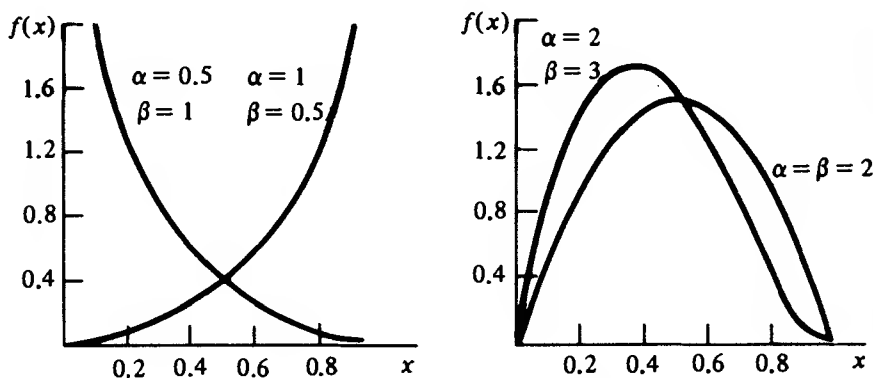 f(x)
1.6
1.2
0.8
0.4
α = 0.5
β = 1
α = 1
β = 0.5
0.2 0.4 0.6 0.8 x
f(x)
1.6
1.2
0.8
0.4
α = 2
β = 3
α = β = 2
0.2 0.4 0.6 0.8 x